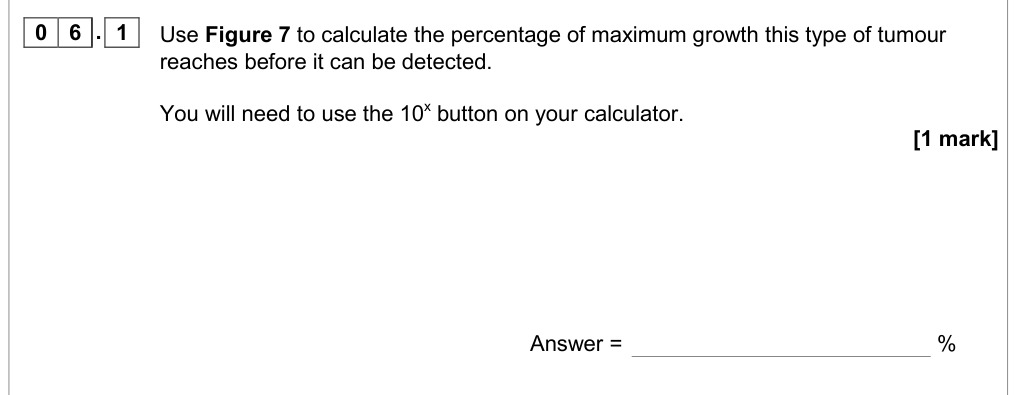 0 6 . 1 Use Figure 7 to calculate the percentage of maximum growth this type of tumour
reaches before it can be detected.
You will need to use the 10ˣ button on your calculator.
[1 mark]
Answer = ____________________ %